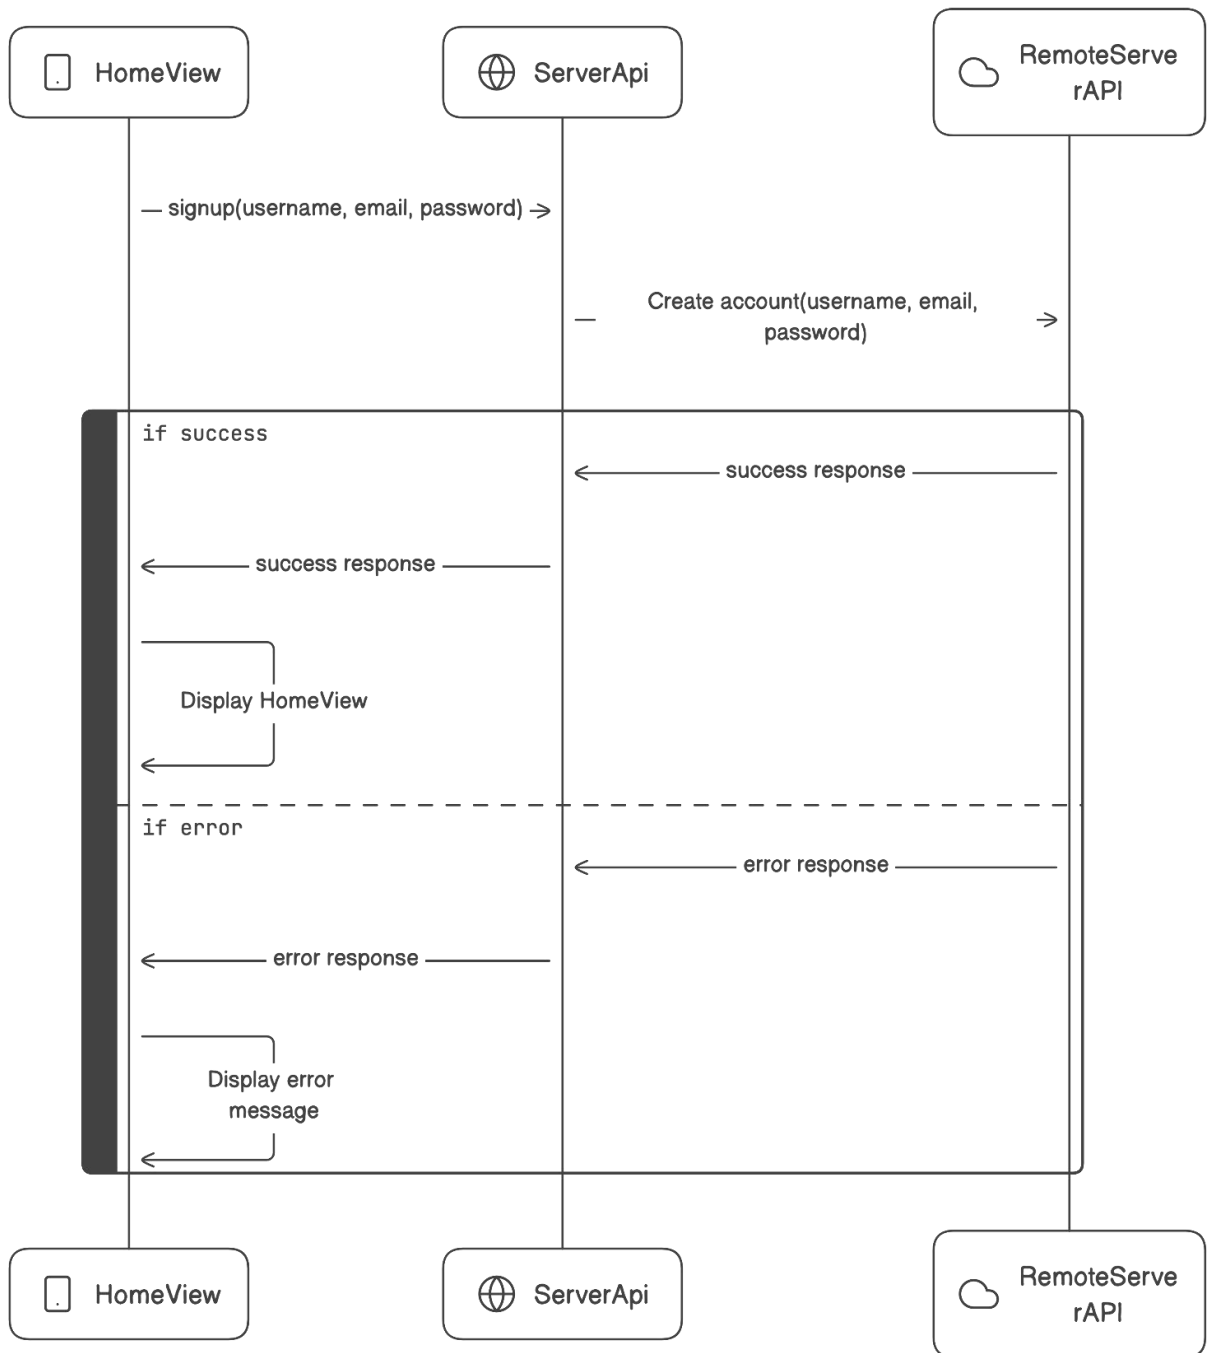 HomeView
ServerApi
RemoteServe
rAPI
signup(username, email, password)
Create account(username, email,
password)
if success
success response
success response
Display HomeView
if error
error response
error response
Display error
message
HomeView
ServerApi
RemoteServe
rAPI